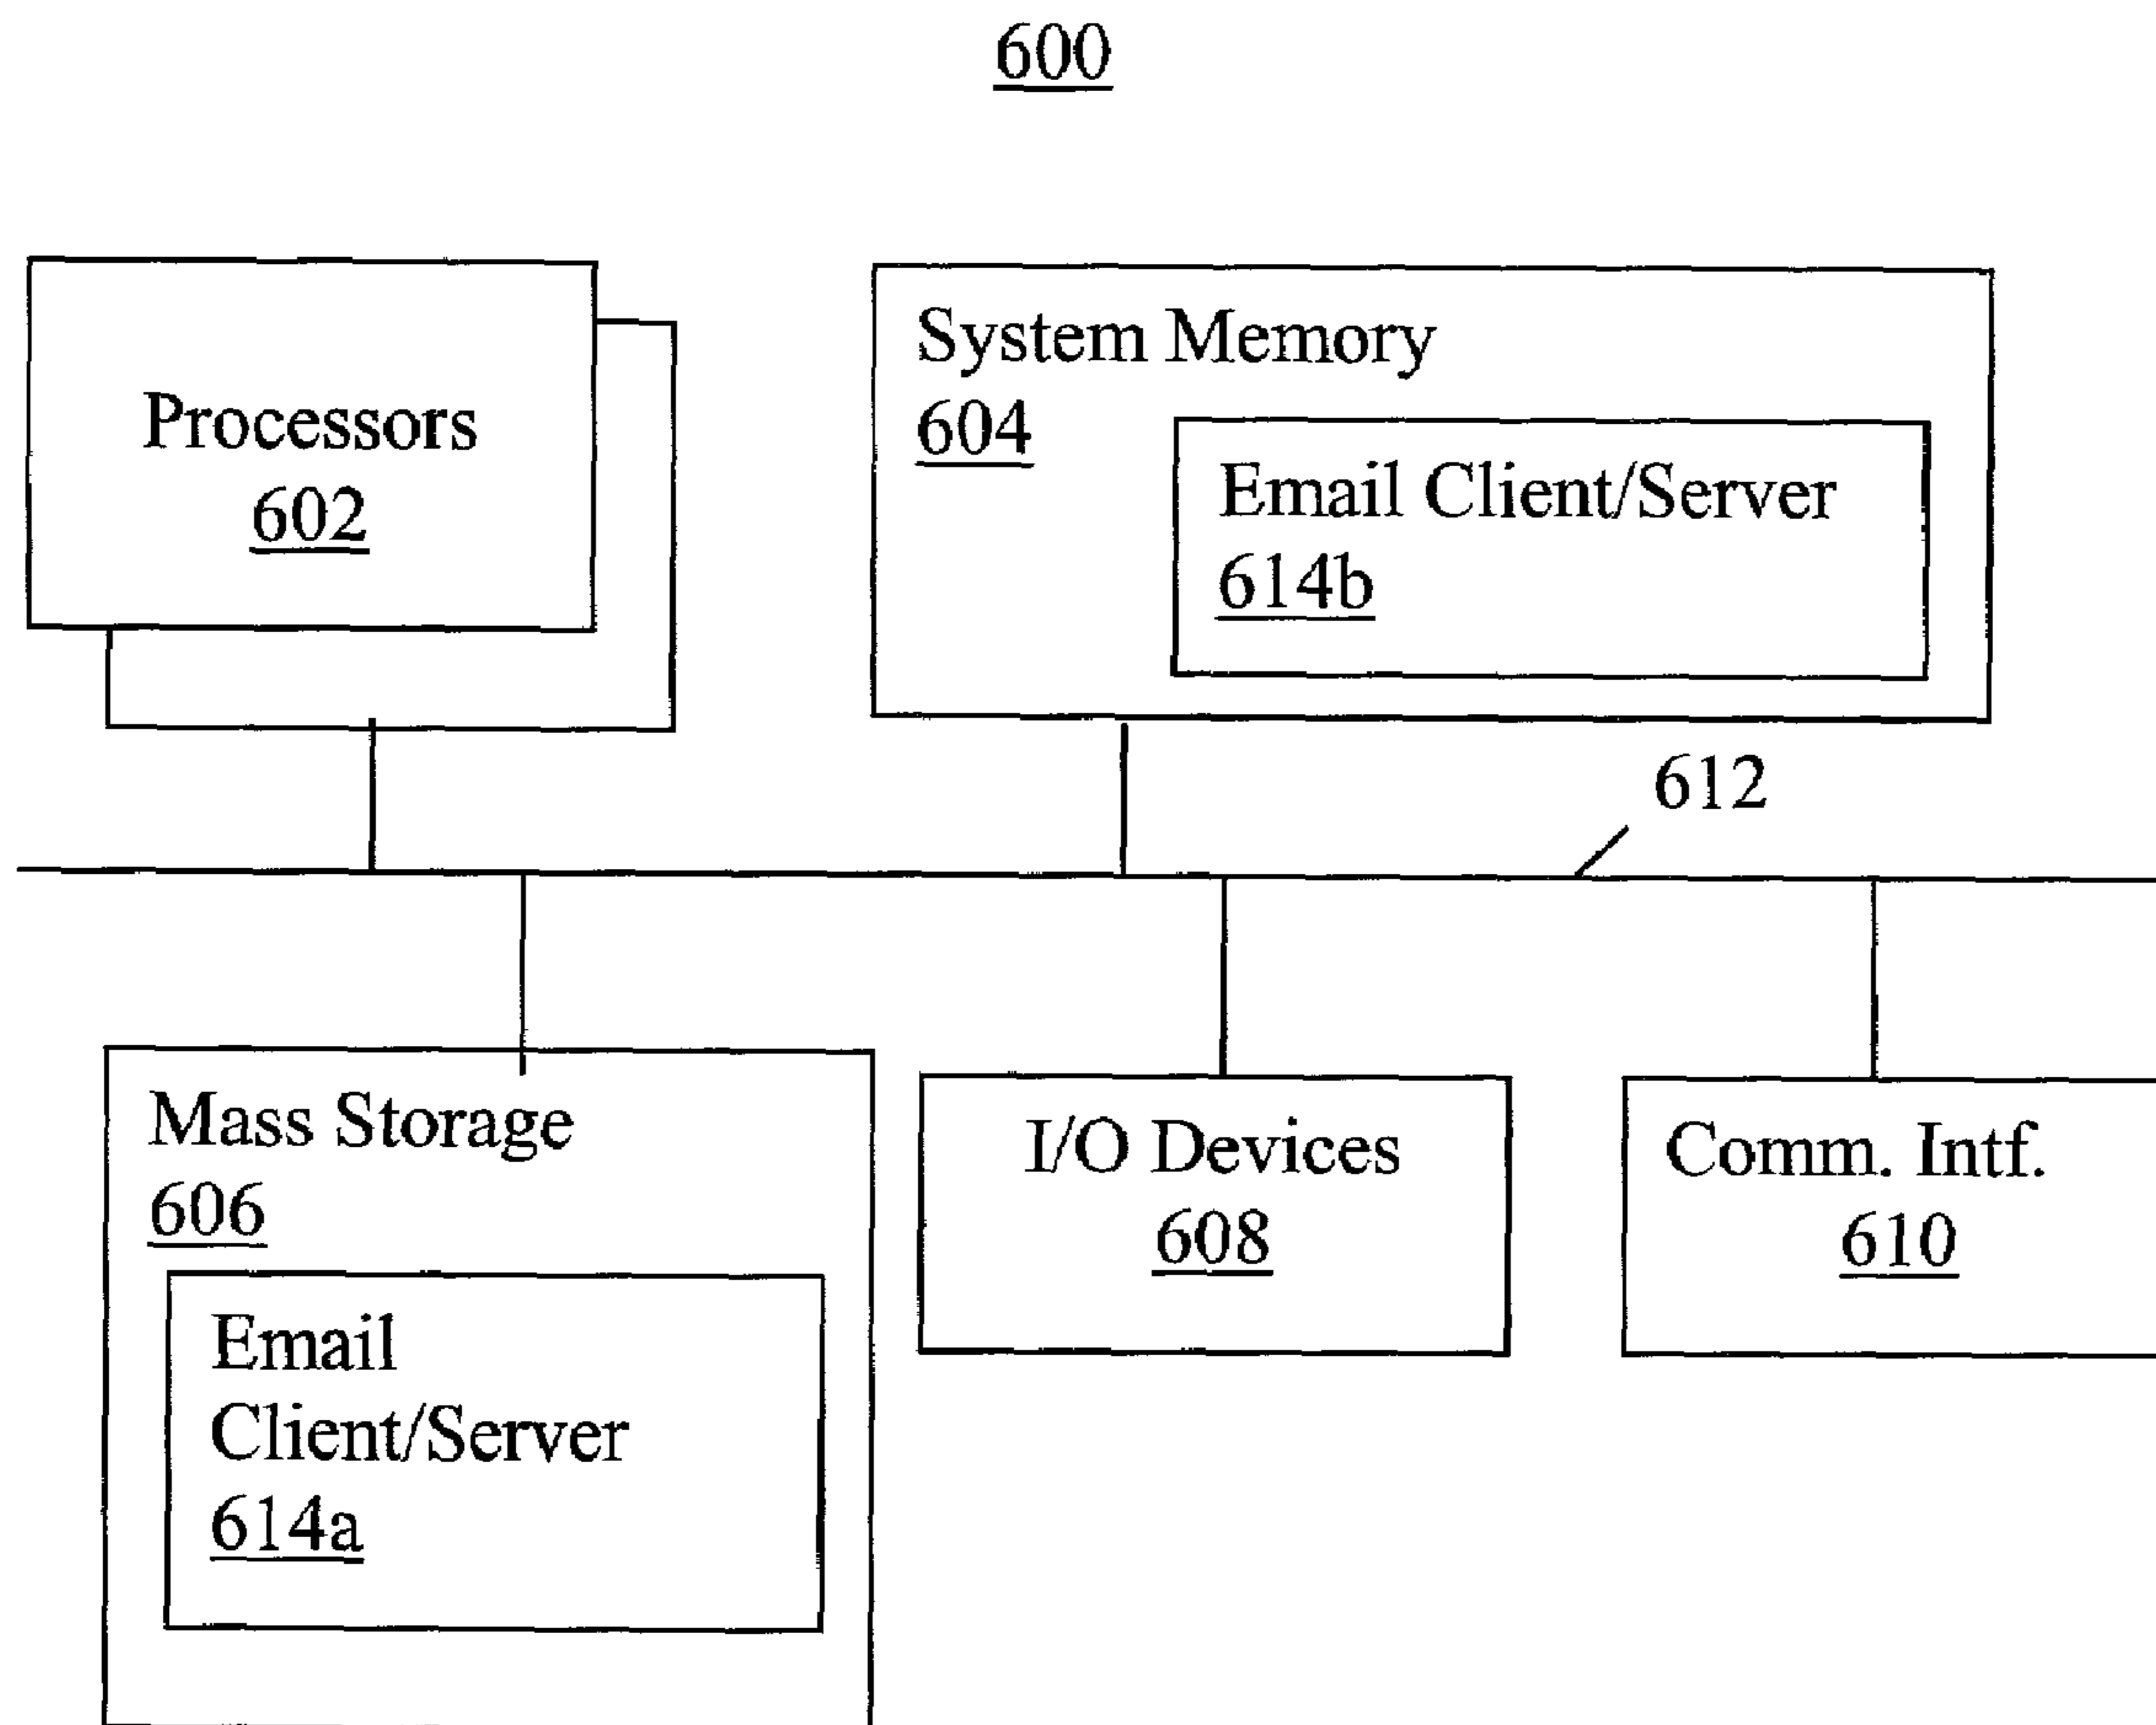 600
Processors
602
System Memory
604
Email Client/Server
614b
612
Mass Storage
606
Email
Client/Server
614a
I/O Devices
608
Comm. Intf.
610